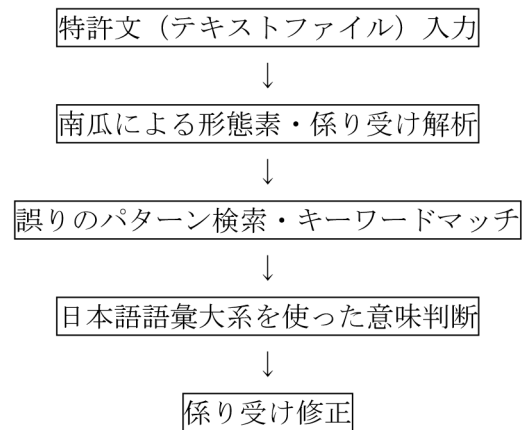 特許文（テキストファイル）入力
↓
南瓜による形態素・係り受け解析
↓
誤りのパターン検索・キーワードマッチ
↓
日本語語彙大系を使った意味判断
↓
係り受け修正